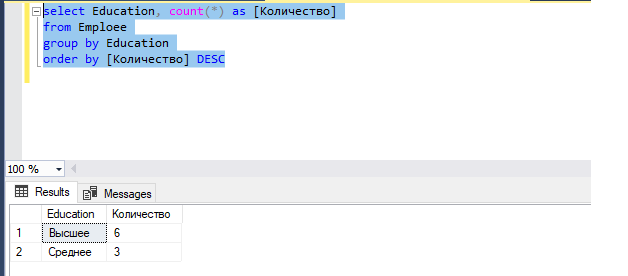 select Education, count(*) as [Количество]
from Emploee
group by Education
order by [Количество] DESC
100 %
Results Messages
Education Количество
1 Высшее 6
2 Среднее 3